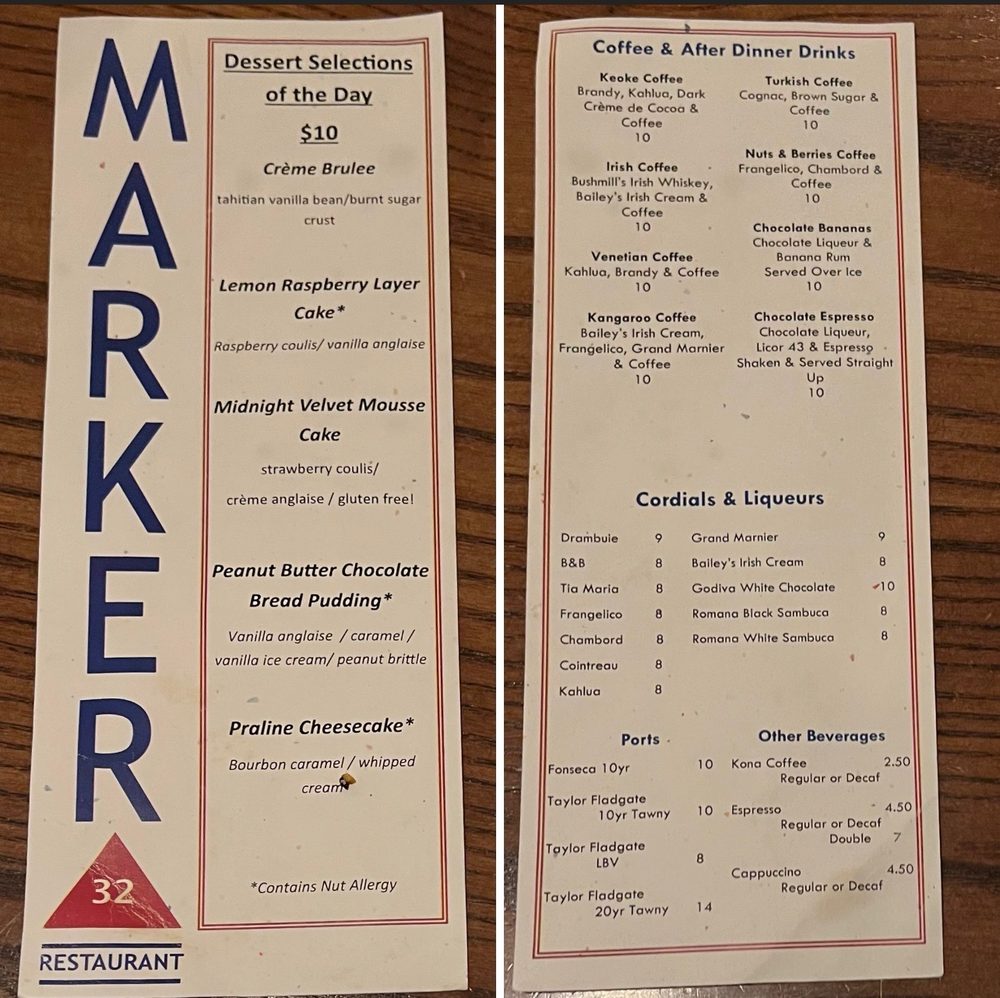 MARKER
32
RESTAURANT
Dessert Selections
of the Day
$10
Crème Brulee
tahitian vanilla bean/burnt sugar
crust
Lemon Raspberry Layer
Cake*
Raspberry coulis/ vanilla anglaise
Midnight Velvet Mousse
Cake
strawberry coulis/
crème anglaise / gluten free!
Peanut Butter Chocolate
Bread Pudding*
Vanilla anglaise / caramel /
vanilla ice cream/ peanut brittle
Praline Cheesecake*
Bourbon caramel / whipped
cream
*Contains Nut Allergy
Coffee & After Dinner Drinks
Keoke Coffee
Brandy, Kahlua, Dark
Crème de Cocoa &
Coffee
10
Irish Coffee
Bushmill's Irish Whiskey,
Bailey's Irish Cream &
Coffee
10
Venetian Coffee
Kahlua, Brandy & Coffee
10
Kangaroo Coffee
Bailey's Irish Cream,
Frangelico, Grand Marnier
& Coffee
10
Turkish Coffee
Cognac, Brown Sugar &
Coffee
10
Nuts & Berries Coffee
Frangelico, Chambord &
Coffee
10
Chocolate Bananas
Chocolate Liqueur &
Banana Rum
Served Over Ice
10
Chocolate Espresso
Chocolate Liqueur,
Licor 43 & Espresso
Shaken & Served Straight
Up
10
Cordials & Liqueurs
Drambuie 9
B&B 8
Tia Maria 8
Frangelico 8
Chambord 8
Cointreau 8
Kahlua 8
Grand Marnier 9
Bailey's Irish Cream 8
Godiva White Chocolate 10
Romana Black Sambuca 8
Romana White Sambuca 8
Ports
Fonseca 10yr 10
Taylor Fladgate
10yr Tawny 10
Taylor Fladgate
LBV 8
Taylor Fladgate
20yr Tawny 14
Other Beverages
Kona Coffee 2.50
Regular or Decaf
Espresso 4.50
Regular or Decaf
Double 7
Cappuccino 4.50
Regular or Decaf